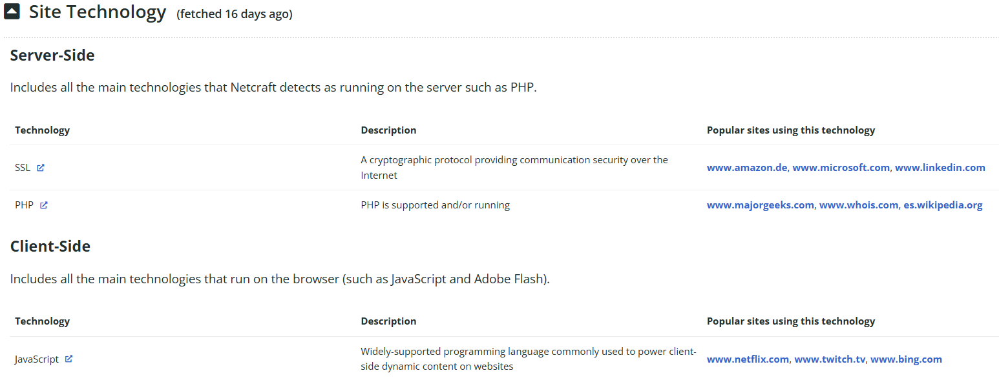 Site Technology (fetched 16 days ago)
Server-Side
Includes all the main technologies that Netcraft detects as running on the server such as PHP.
Technology Description Popular sites using this technology
SSL A cryptographic protocol providing communication security over the Internet www.amazon.de, www.microsoft.com, www.linkedin.com
PHP PHP is supported and/or running www.majorgeeks.com, www.whois.com, es.wikipedia.org
Client-Side
Includes all the main technologies that run on the browser (such as JavaScript and Adobe Flash).
Technology Description Popular sites using this technology
JavaScript Widely-supported programming language commonly used to power client-side dynamic content on websites www.netflix.com, www.twitch.tv, www.bing.com